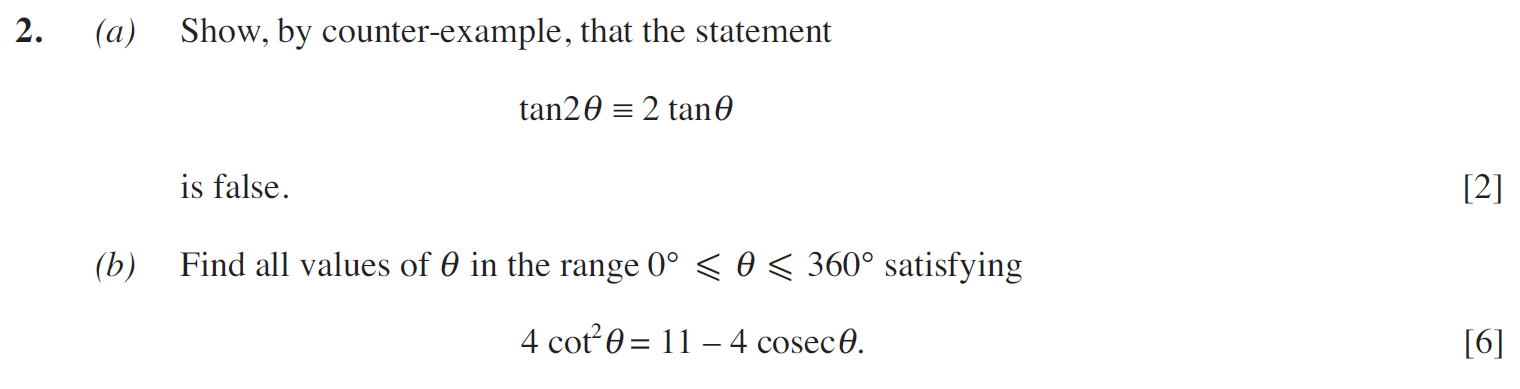 2. (a) Show, by counter-example, that the statement
tan2θ ≡ 2 tanθ
is false. [2]
(b) Find all values of θ in the range 0° ⩽ θ ⩽ 360° satisfying
4 cot²θ = 11 – 4 cosecθ. [6]